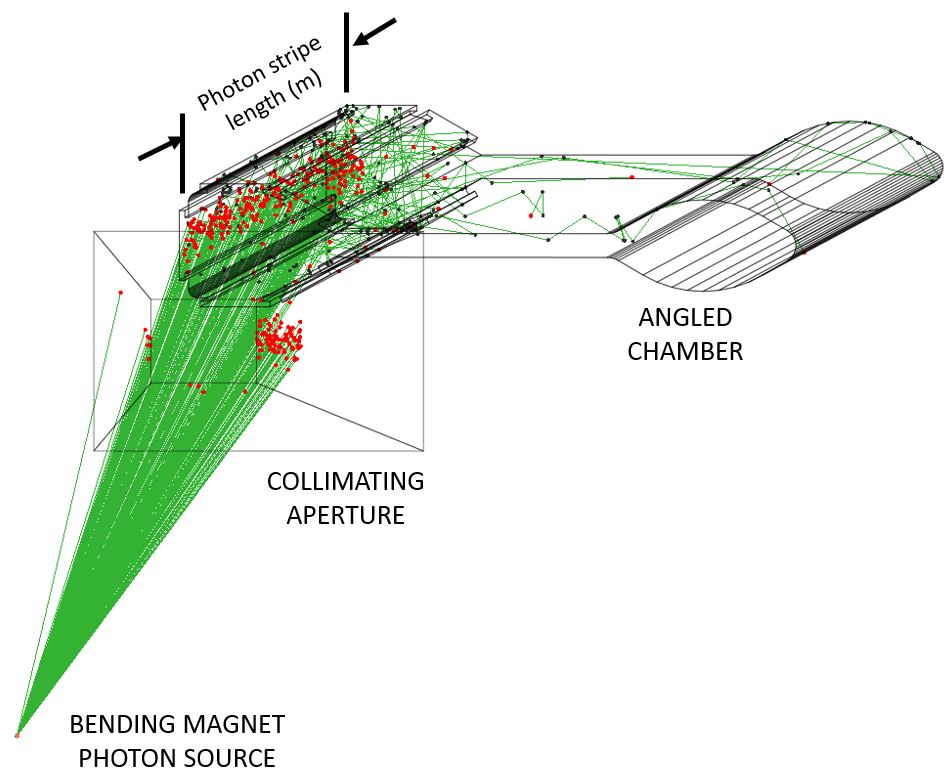 Photon stripe
length (m)
ANGLED
CHAMBER
COLLIMATING
APERTURE
BENDING MAGNET
PHOTON SOURCE